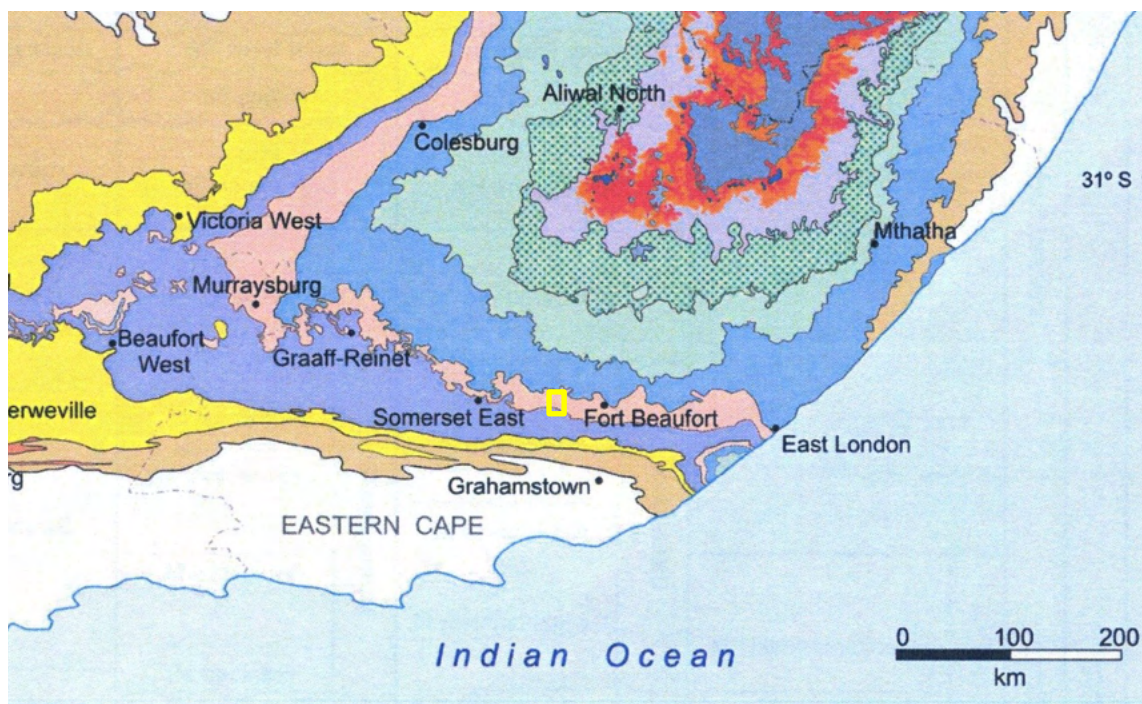 Aliwal North
Colesburg
31° S
Victoria West
Mthatha
Murraysburg
Beaufort
West
Graaff-Reinet
erweville
Somerset East
Fort Beaufort
East London
g
Grahamstown
EASTERN CAPE
Indian Ocean
0 100 200
km